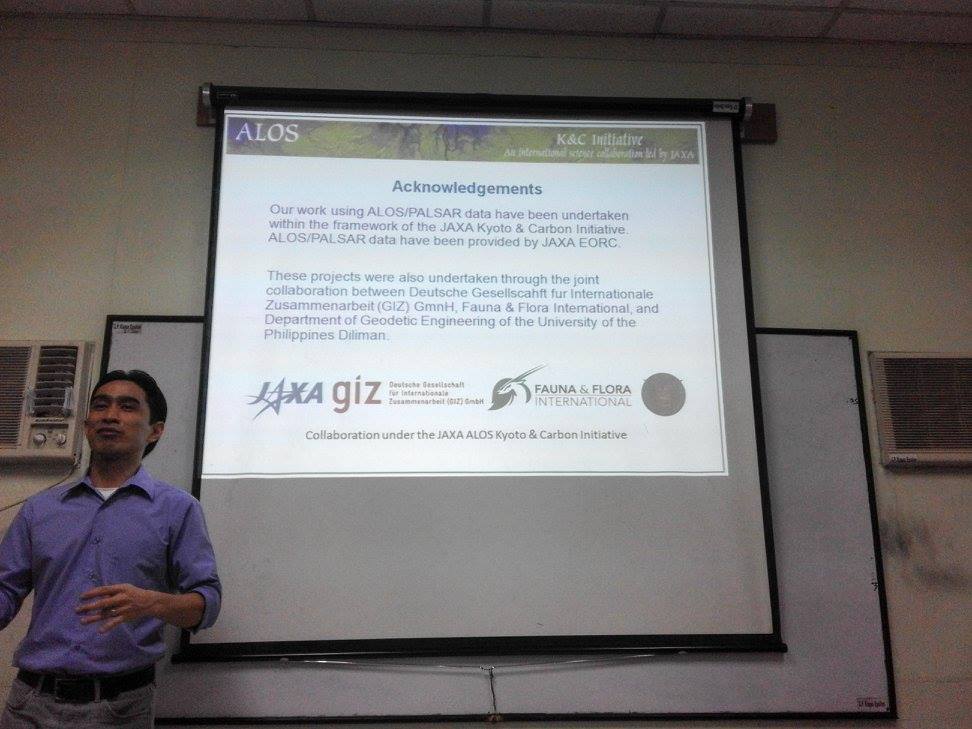 ALOS
K&C Initiative
An international science collaboration led by JAXA
Acknowledgements
Our work using ALOS/PALSAR data have been undertaken
within the framework of the JAXA Kyoto & Carbon Initiative.
ALOS/PALSAR data have been provided by JAXA EORC.
These projects were also undertaken through the joint
collaboration between Deutsche Gesellscahft fur Internationale
Zusammenarbeit (GIZ) GmnH, Fauna & Flora International, and
Department of Geodetic Engineering of the University of the
Philippines Diliman.
JAXA
giz
Deutsche Gesellschaft
für Internationale
Zusammenarbeit (GIZ) GmbH
FAUNA & FLORA
INTERNATIONAL
Collaboration under the JAXA ALOS Kyoto & Carbon Initiative